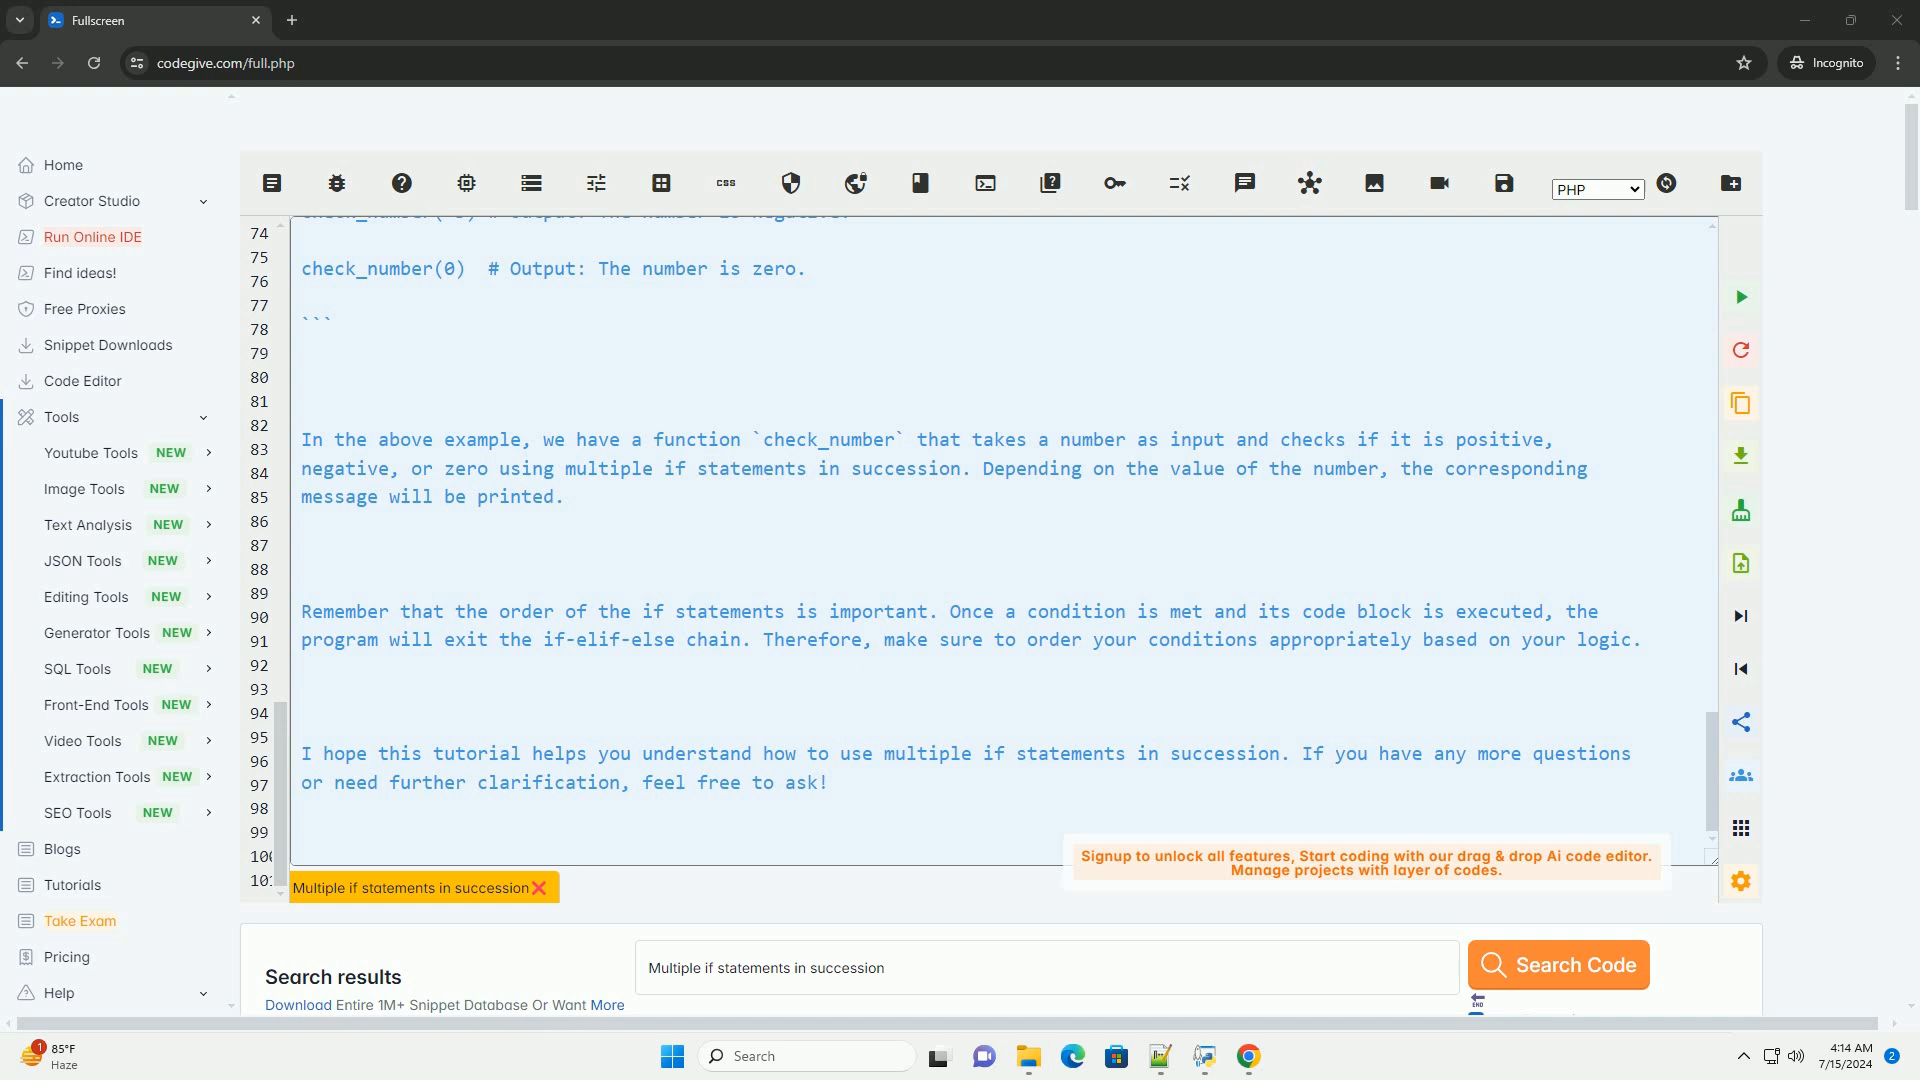 Fullscreen
codegive.com/full.php
Incognito
Home
Creator Studio
Run Online IDE
Find ideas!
Free Proxies
Snippet Downloads
Code Editor
Tools
Youtube Tools NEW
Image Tools NEW
Text Analysis NEW
JSON Tools NEW
Editing Tools NEW
Generator Tools NEW
SQL Tools NEW
Front-End Tools NEW
Video Tools NEW
Extraction Tools NEW
SEO Tools NEW
Blogs
Tutorials
Take Exam
Pricing
Help
css
PHP
74
75
76
77
78
79
80
81
82
83
84
85
86
87
88
89
90
91
92
93
94
95
96
97
98
99
check_number(0)  # Output: The number is zero.
```
In the above example, we have a function `check_number` that takes a number as input and checks if it is positive,
negative, or zero using multiple if statements in succession. Depending on the value of the number, the corresponding
message will be printed.
Remember that the order of the if statements is important. Once a condition is met and its code block is executed, the
program will exit the if-elif-else chain. Therefore, make sure to order your conditions appropriately based on your logic.
I hope this tutorial helps you understand how to use multiple if statements in succession. If you have any more questions
or need further clarification, feel free to ask!
Signup to unlock all features, Start coding with our drag & drop Ai code editor.
Manage projects with layer of codes.
Multiple if statements in succession
Search results
Download Entire 1M+ Snippet Database Or Want More
Multiple if statements in succession
Search Code
END
1
85°F
Haze
Search
4:14 AM
7/15/2024
2